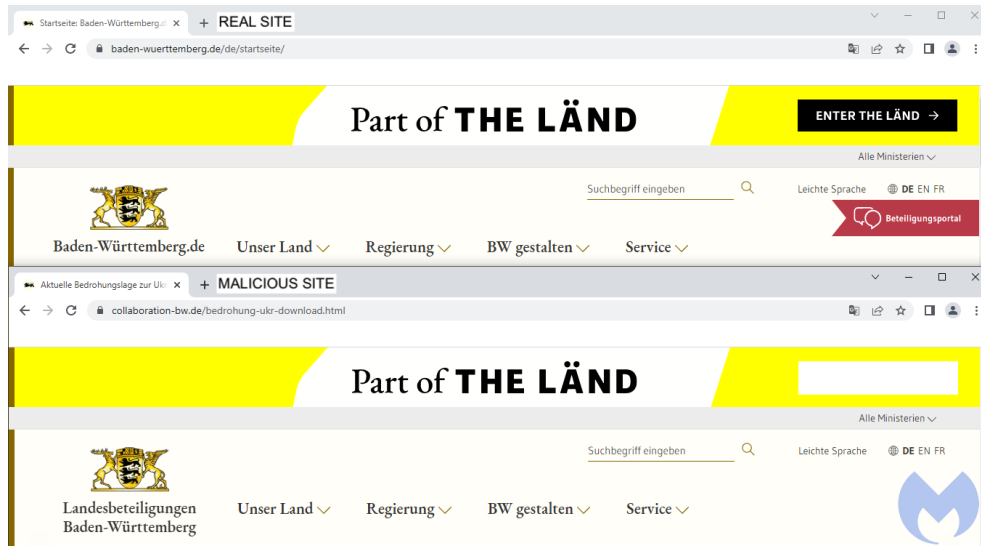 Startseite: Baden-Württemberg.d x + REAL SITE
baden-wuerttemberg.de/de/startseite/
Part of THE LÄND
ENTER THE LÄND →
Alle Ministerien
Suchbegriff eingeben
Leichte Sprache DE EN FR
Beteiligungsportal
Baden-Württemberg.de Unser Land Regierung BW gestalten Service
Aktuelle Bedrohungslage zur Uk x + MALICIOUS SITE
collaboration-bw.de/bedrohung-ukr-download.html
Part of THE LÄND
Alle Ministerien
Suchbegriff eingeben
Leichte Sprache DE EN FR
Landesbeteiligungen
Baden-Württemberg
Unser Land Regierung BW gestalten Service